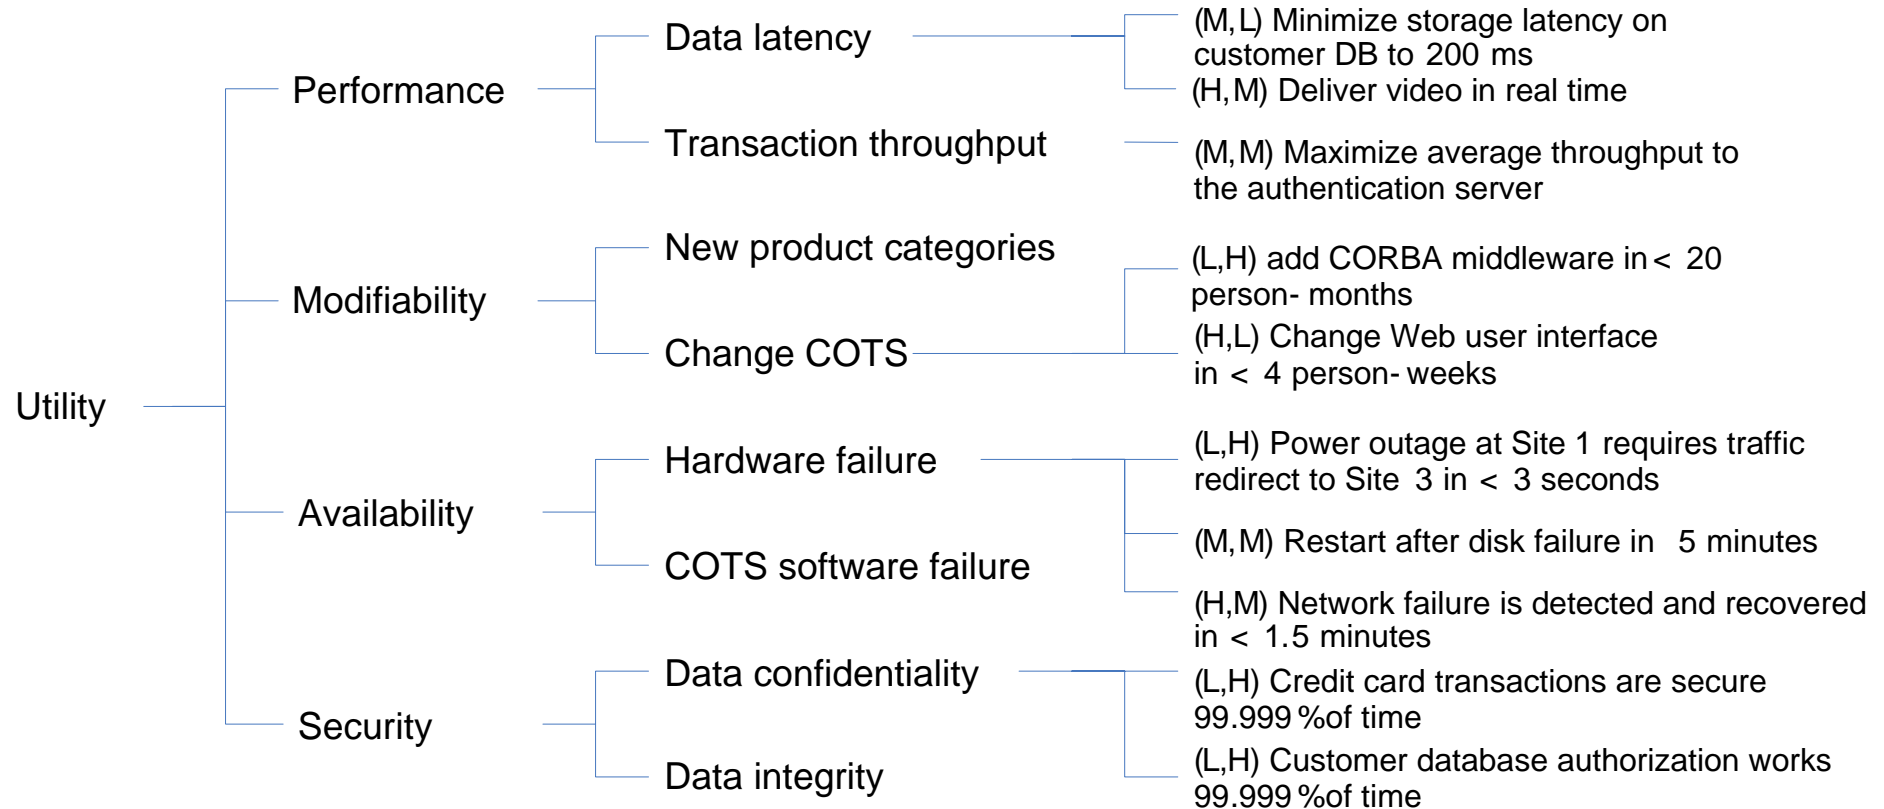 Utility
Performance
Data latency
(M,L) Minimize storage latency on
customer DB to 200 ms
(H,M) Deliver video in real time
Transaction throughput
(M,M) Maximize average throughput to
the authentication server
Modifiability
New product categories
Change COTS
(L,H) add CORBA middleware in < 20
person- months
(H,L) Change Web user interface
in < 4 person- weeks
Availability
Hardware failure
(L,H) Power outage at Site 1 requires traffic
redirect to Site 3 in < 3 seconds
(M,M) Restart after disk failure in 5 minutes
(H,M) Network failure is detected and recovered
in < 1.5 minutes
COTS software failure
Security
Data confidentiality
(L,H) Credit card transactions are secure
99.999 %of time
(L,H) Customer database authorization works
99.999 %of time
Data integrity